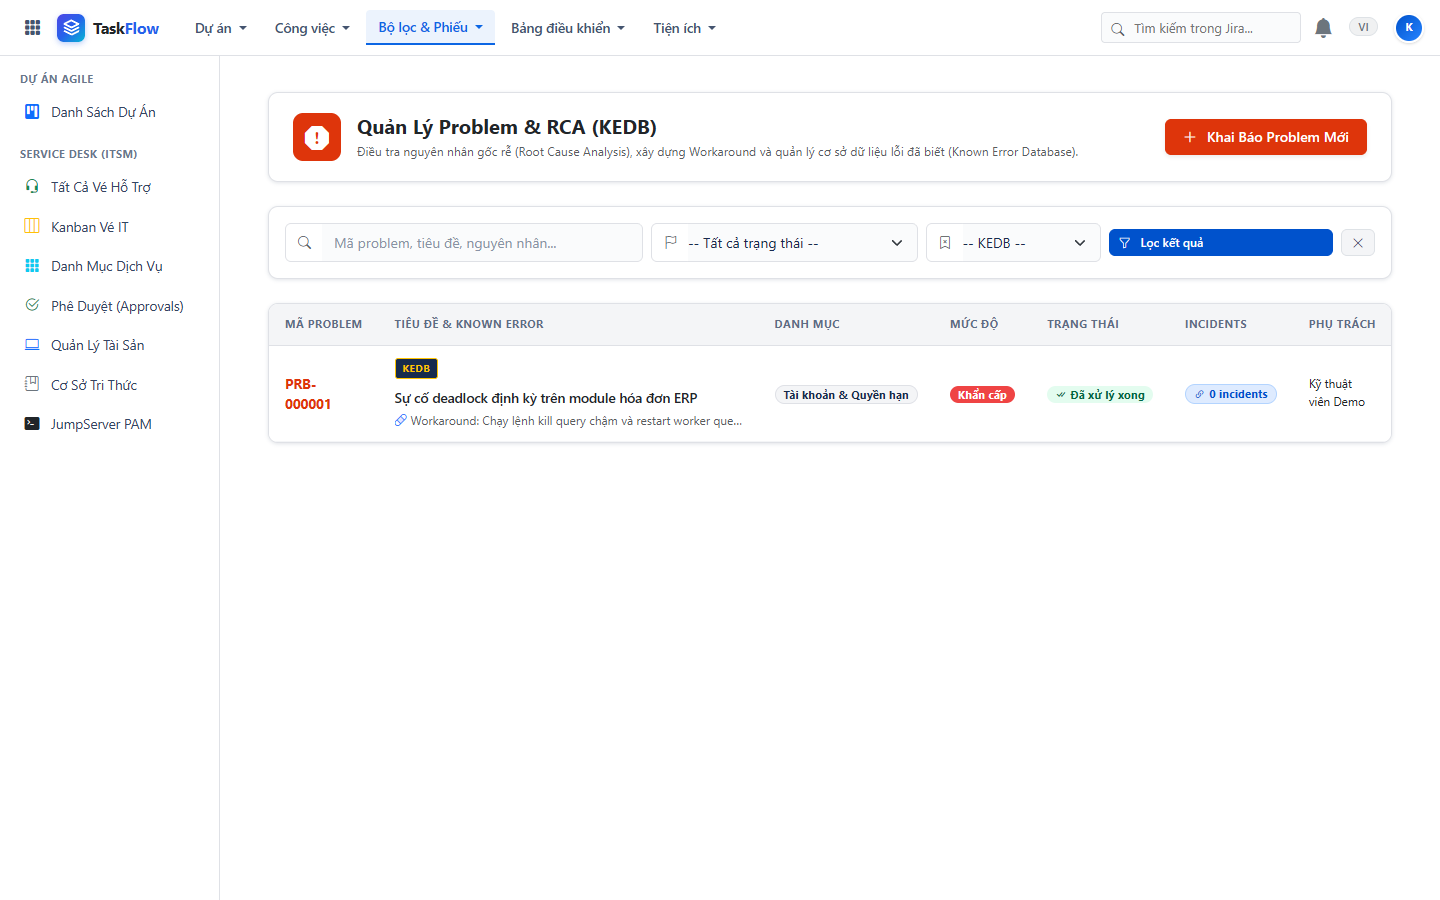 TaskFlow
Dự án
Công việc
Bộ lọc & Phiếu
Bảng điều khiển
Tiện ích
Tìm kiếm trong Jira...
VI
K
DỰ ÁN AGILE
Danh Sách Dự Án
SERVICE DESK (ITSM)
Tất Cả Vé Hỗ Trợ
Kanban Vé IT
Danh Mục Dịch Vụ
Phê Duyệt (Approvals)
Quản Lý Tài Sản
Cơ Sở Tri Thức
JumpServer PAM
Quản Lý Problem & RCA (KEDB)
Điều tra nguyên nhân gốc rễ (Root Cause Analysis), xây dựng Workaround và quản lý cơ sở dữ liệu lỗi đã biết (Known Error Database).
Khai Báo Problem Mới
Mã problem, tiêu đề, nguyên nhân...
-- Tất cả trạng thái --
-- KEDB --
Lọc kết quả
MÃ PROBLEM
TIÊU ĐỀ & KNOWN ERROR
DANH MỤC
MỨC ĐỘ
TRẠNG THÁI
INCIDENTS
PHỤ TRÁCH
PRB-
000001
KEDB
Sự cố deadlock định kỳ trên module hóa đơn ERP
Workaround: Chạy lệnh kill query chậm và restart worker que...
Tài khoản & Quyền hạn
Khẩn cấp
Đã xử lý xong
0 incidents
Kỹ thuật
viên Demo